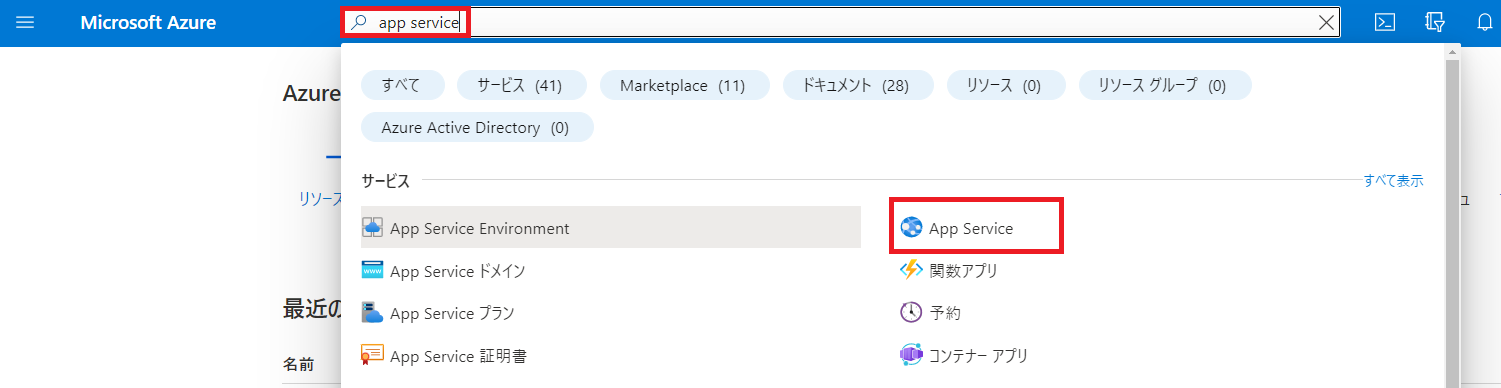 Microsoft Azure
app service
すべて
サービス (41)
Marketplace (11)
ドキュメント (28)
リソース (0)
リソース グループ (0)
Azure
Azure Active Directory (0)
サービス
すべて表示
リソース
ュ
App Service Environment
App Service
App Service ドメイン
関数アプリ
最近の
App Service プラン
予約
名前
App Service 証明書
コンテナー アプリ